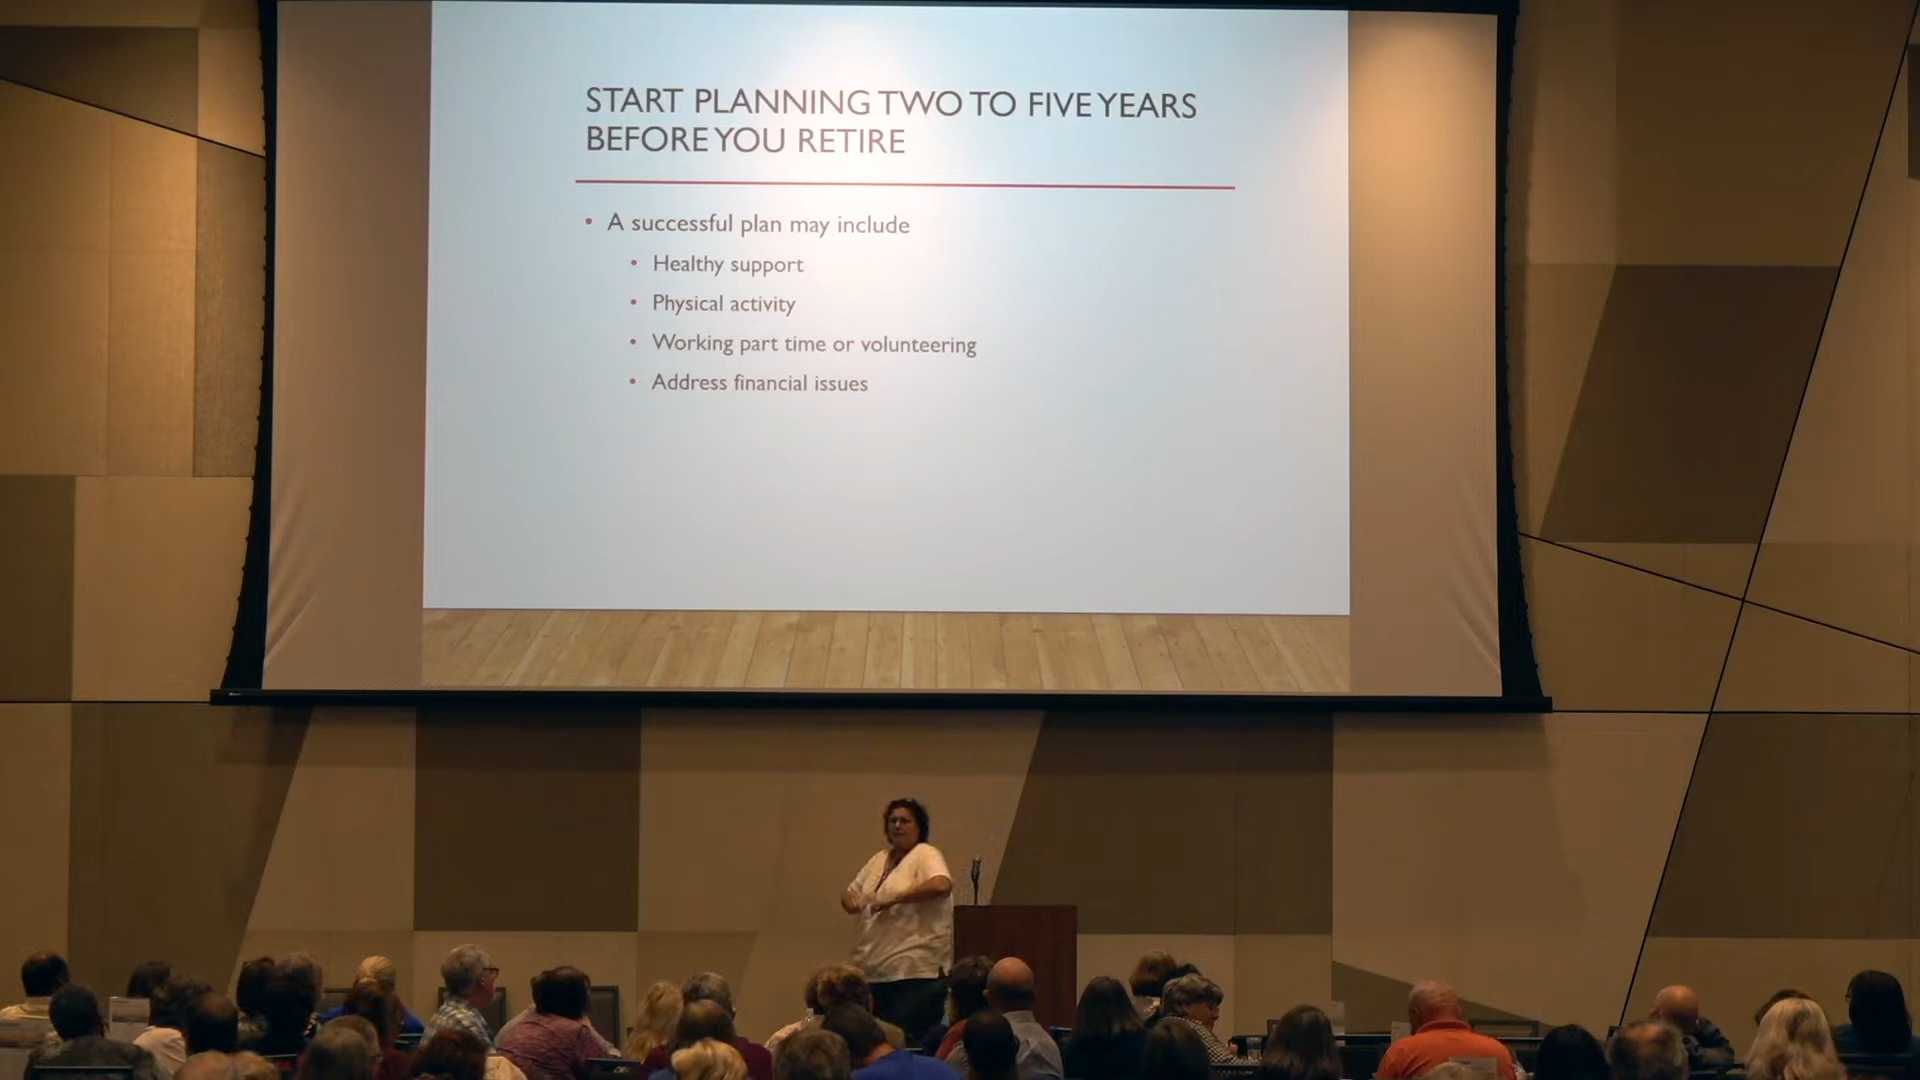 START PLANNING TWO TO FIVE YEARS
BEFORE YOU RETIRE
• A successful plan may include
• Healthy support
• Physical activity
• Working part time or volunteering
• Address financial issues